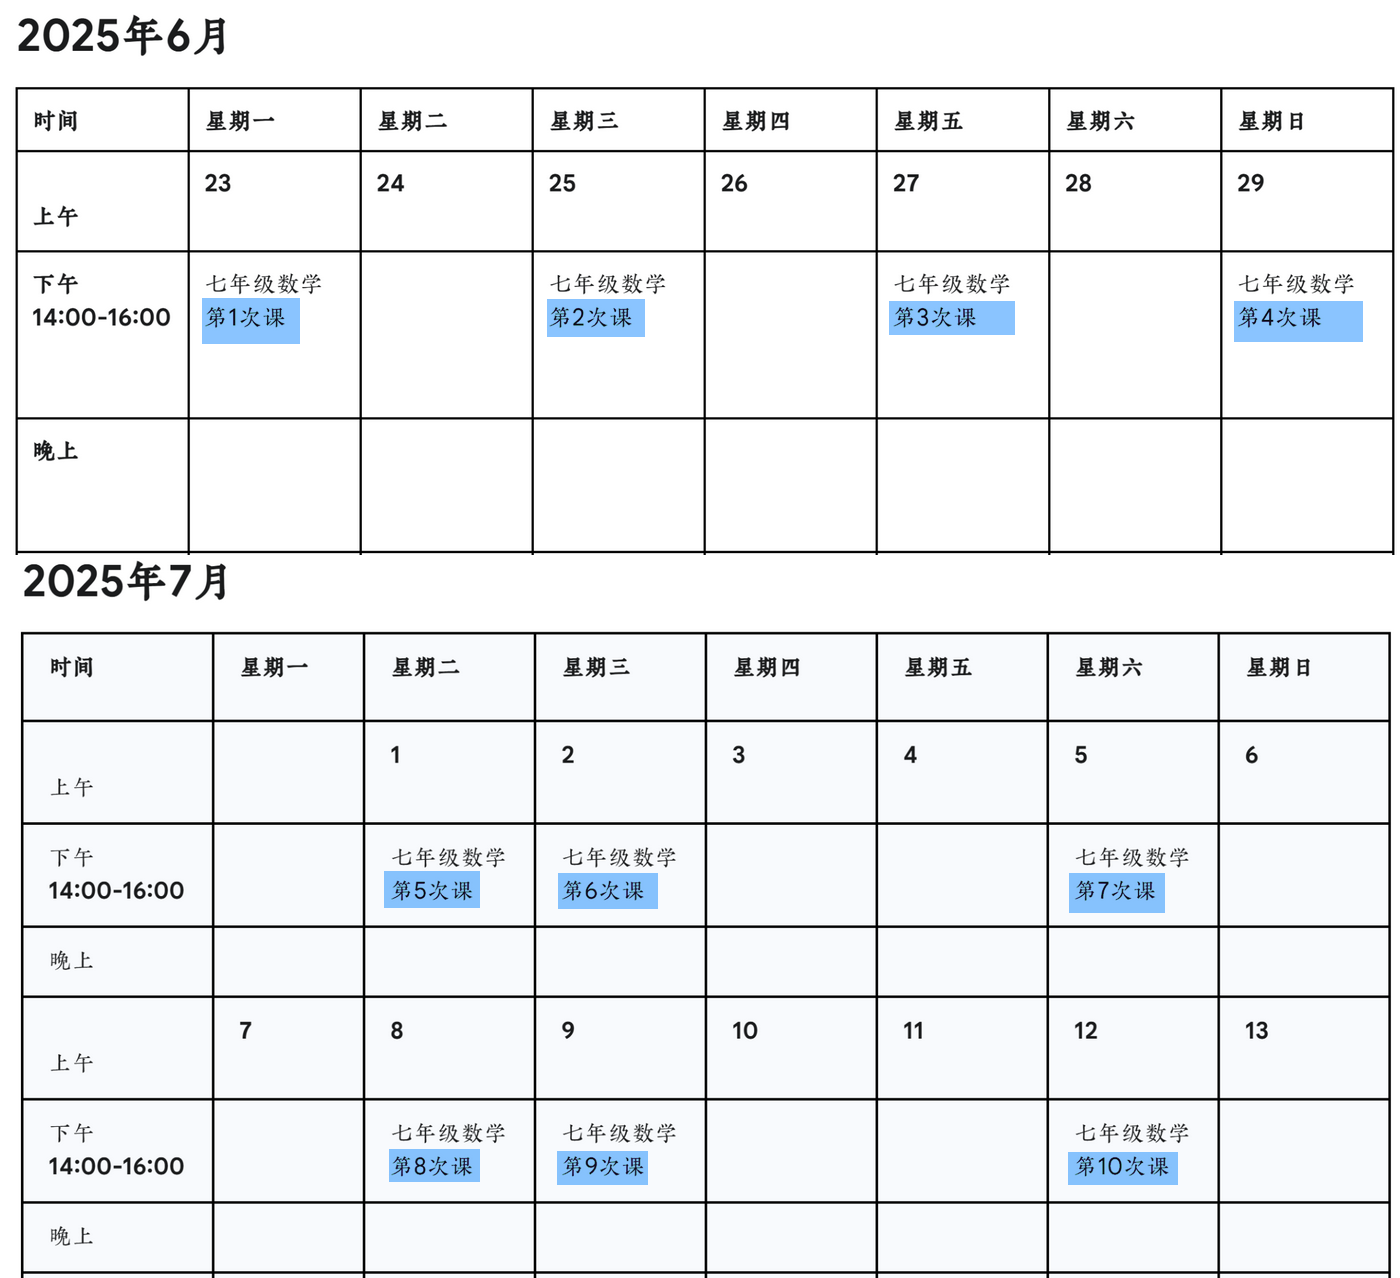 2025年6月
时间 星期一 星期二 星期三 星期四 星期五 星期六 星期日
23 24 25 26 27 28 29
上午
下午 七年级数学 七年级数学 七年级数学 七年级数学
14:00-16:00 第1次课 第2次课 第3次课 第4次课
晚上
2025年7月
时间 星期一 星期二 星期三 星期四 星期五 星期六 星期日
1 2 3 4 5 6
上午
下午 七年级数学 七年级数学 七年级数学
14:00-16:00 第5次课 第6次课 第7次课
晚上
7 8 9 10 11 12 13
上午
下午 七年级数学 七年级数学 七年级数学
14:00-16:00 第8次课 第9次课 第10次课
晚上